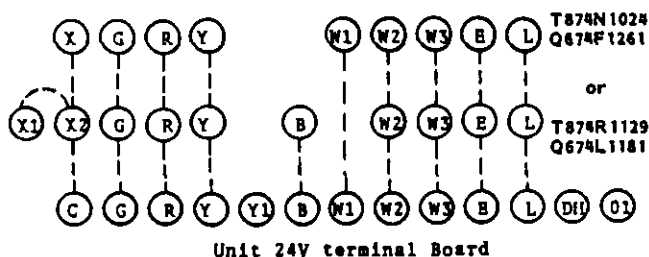 X G R Y W1 W2 W3 E L T874N1024
Q674F1261
or
X1 X2 G R Y B W2 W3 E L T874R1129
Q674L1181
C G R Y Y1 B W1 W2 W3 E L DH O1
Unit 24V terminal Board